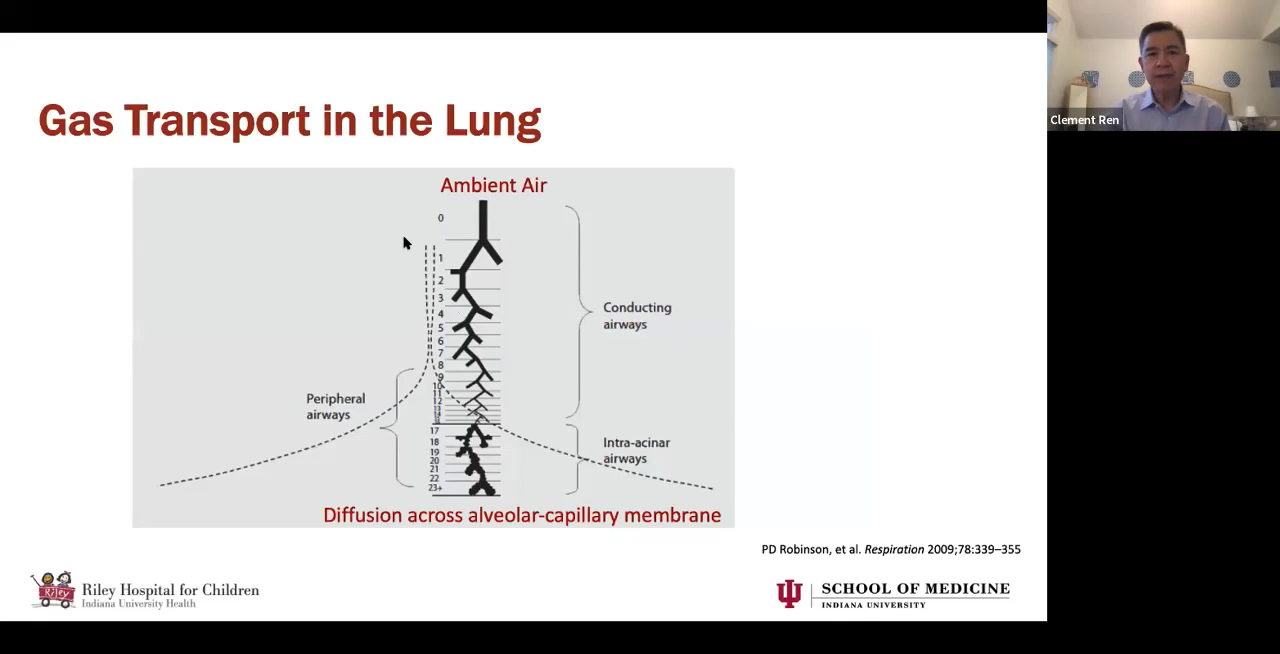 Gas Transport in the Lung
Clement Ren
Ambient Air
0
1
2
3
4
5
6
7
8
9
10
11
12
Conducting
airways
Peripheral
airways
17
18
19
20
21
22
23+
Intra-acinar
airways
Diffusion across alveolar-capillary membrane
PD Robinson, et al. Respiration 2009;78:339–355
Riley
Riley Hospital for Children
Indiana University Health
SCHOOL OF MEDICINE
INDIANA UNIVERSITY